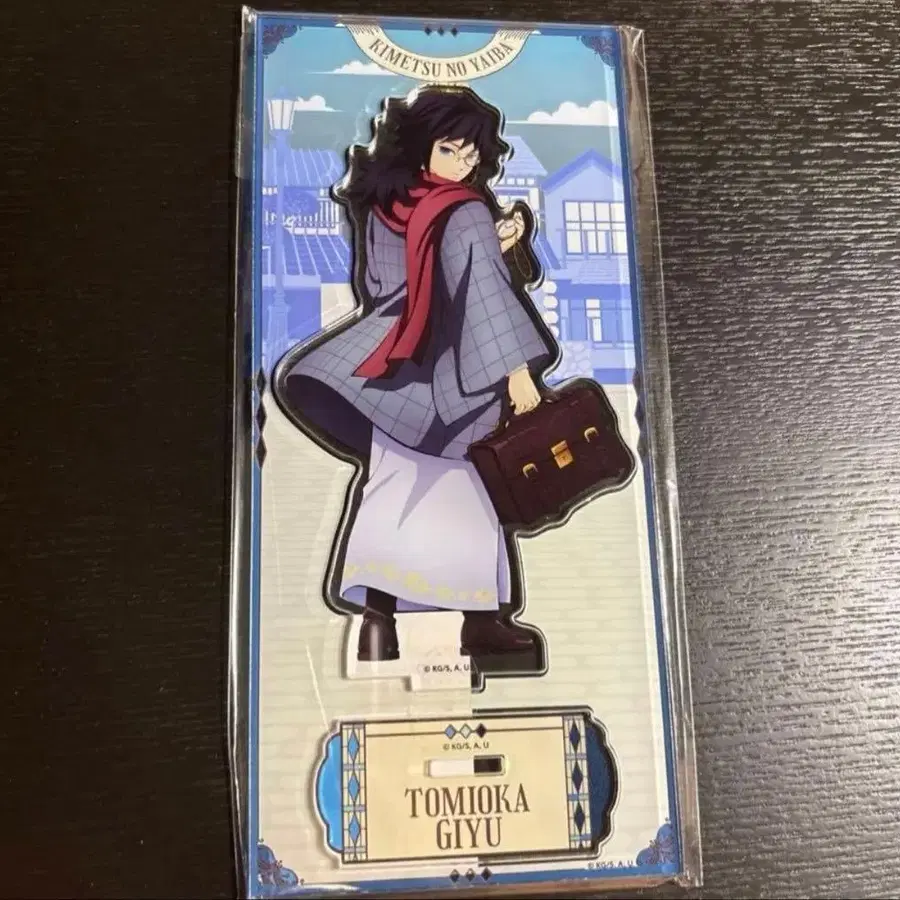 KIMETSU NO YAIBA
© KG/S, A, U
© KG/S, A, U
TOMIOKA
GIYU
© KG/S, A, U